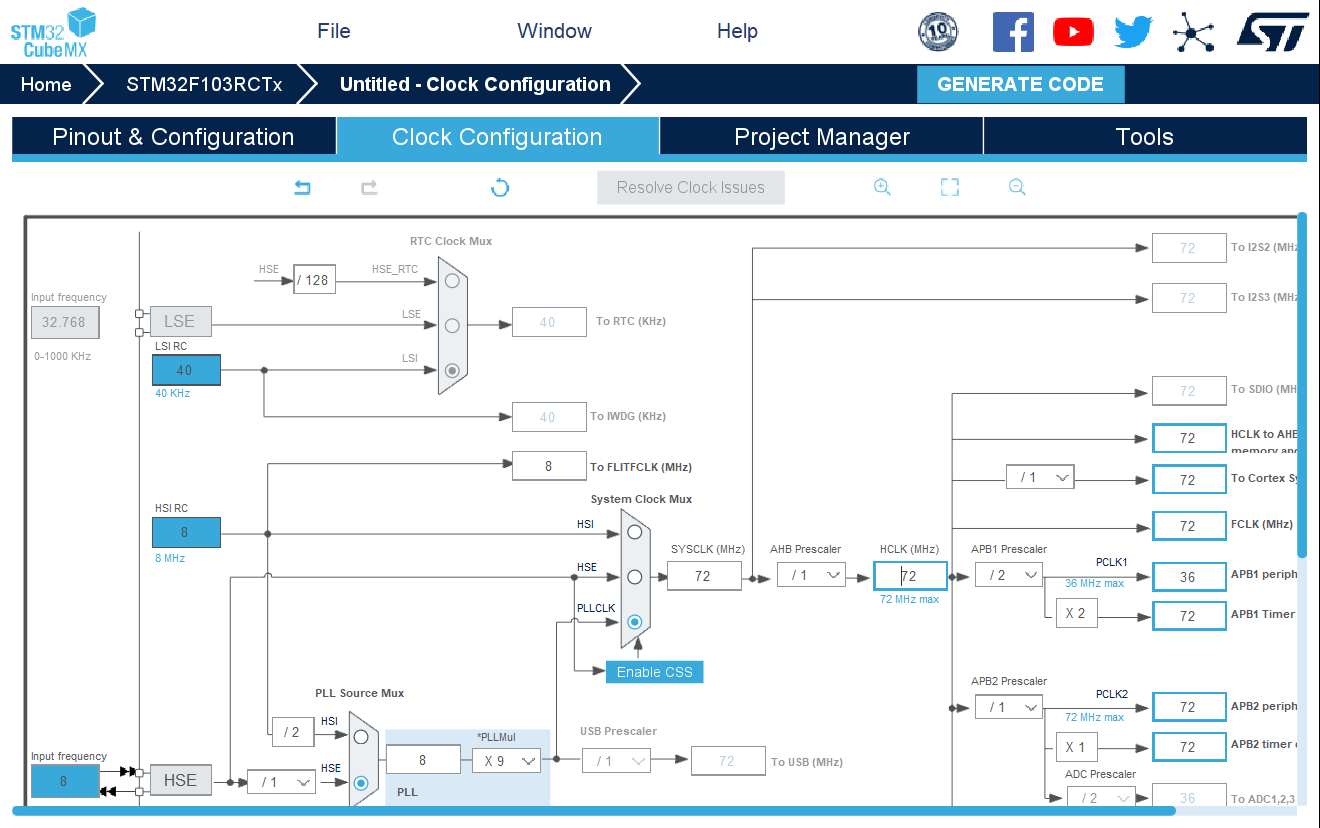 STM32
CubeMX
File
Window
Help
10
ST
Home
STM32F103RCTx
Untitled - Clock Configuration
GENERATE CODE
Pinout & Configuration
Clock Configuration
Project Manager
Tools
Resolve Clock Issues
RTC Clock Mux
72
To I2S2 (MHz
HSE
/ 128
HSE_RTC
Input frequency
32.768
0-1000 KHz
LSE
LSE
40
To RTC (KHz)
72
To I2S3 (MHz
LSI RC
40
40 KHz
LSI
40
To IWDG (KHz)
72
To SDIO (MH
72
HCLK to AHB
8
To FLITFCLK (MHz)
/ 1
72
To Cortex Sy
System Clock Mux
HSI RC
8
8 MHz
HSI
72
FCLK (MHz)
HSE
SYSCLK (MHz)
72
AHB Prescaler
/ 1
HCLK (MHz)
72
72 MHz max
APB1 Prescaler
/ 2
PCLK1
36 MHz max
36
APB1 periph
PLLCLK
X 2
72
APB1 Timer
Enable CSS
APB2 Prescaler
/ 1
PCLK2
72 MHz max
72
APB2 periph
PLL Source Mux
/ 2
HSI
X 1
72
APB2 timer
USB Prescaler
/ 1
72
To USB (MHz)
*PLLMul
8
X 9
PLL
Input frequency
8
HSE
/ 1
HSE
ADC Prescaler
/ 2
36
To ADC1,2,3